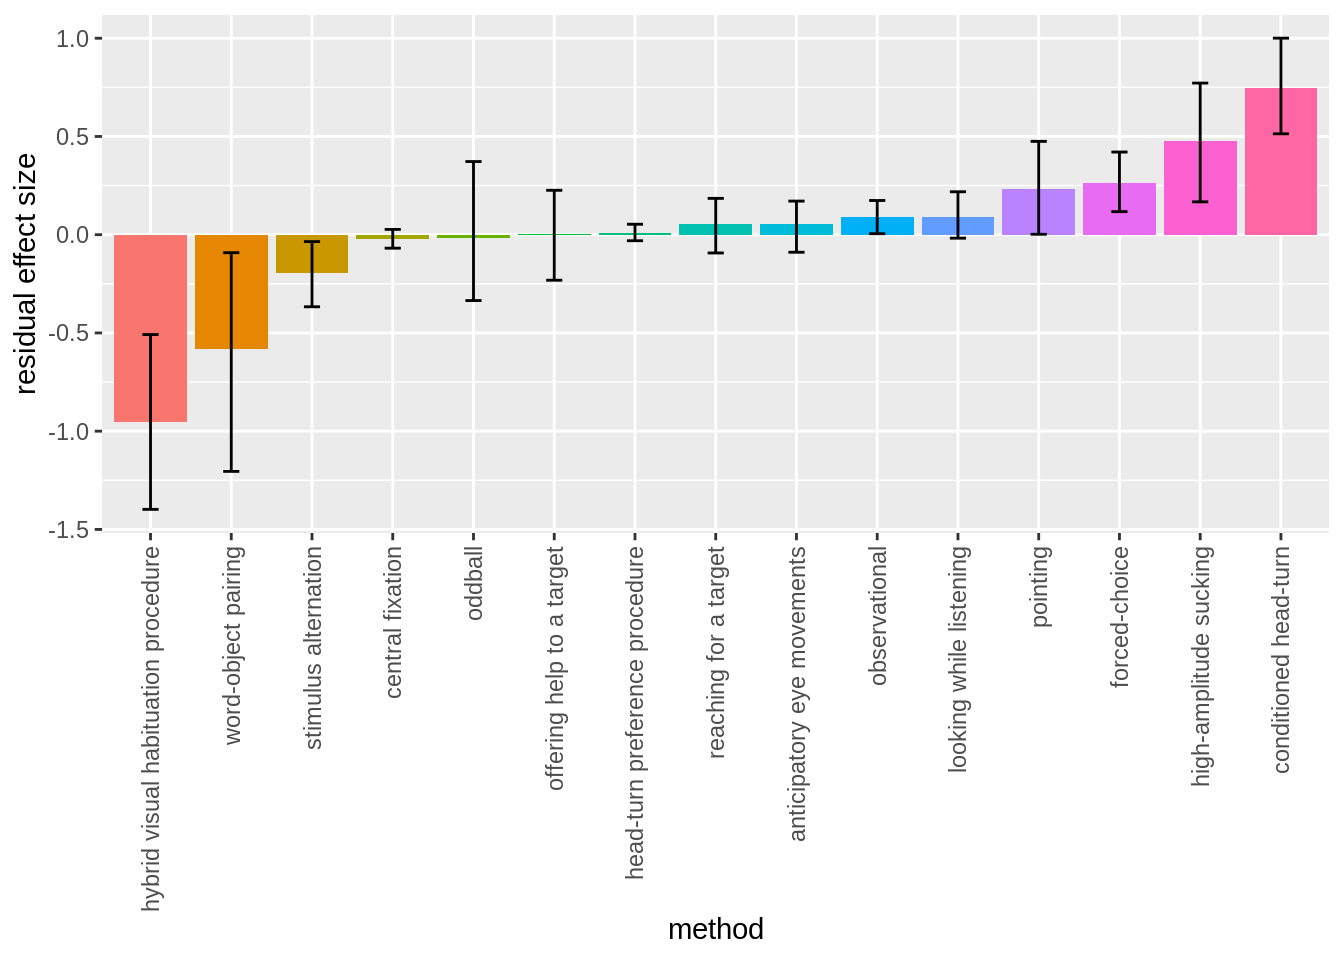 1.0
0.5
0.0
-0.5
-1.0
-1.5
residual effect size
hybrid visual habituation procedure
word-object pairing
stimulus alternation
central fixation
oddball
offering help to a target
head-turn preference procedure
reaching for a target
anticipatory eye movements
observational
looking while listening
pointing
forced-choice
high-amplitude sucking
conditioned head-turn
method